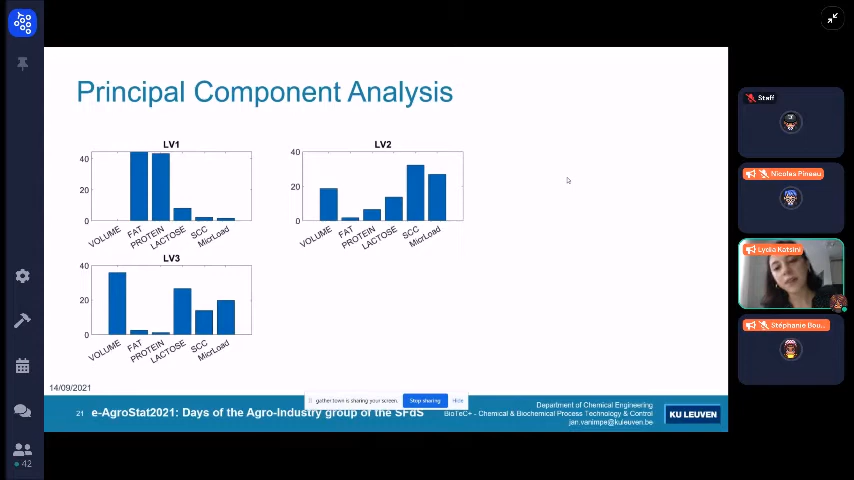 Principal Component Analysis
LV1
40
20
0
VOLUME
FAT
PROTEIN
LACTOSE
SCC
MicrLoad
LV2
40
20
0
VOLUME
FAT
PROTEIN
LACTOSE
SCC
MicrLoad
LV3
40
20
0
VOLUME
FAT
PROTEIN
LACTOSE
SCC
MicrLoad
14/09/2021
21 e-AgroStat2021: Days of the Agro-Industry group of the SFdS
gather.town is sharing your screen.
Stop sharing
Hide
Department of Chemical Engineering
BioTeC+ - Chemical & Biochemical Process Technology & Control
jan.vanimpe@kuleuven.be
KU LEUVEN
Staff
Nicolas Pineau
Lydia Katsini
Stéphanie Bou...
42